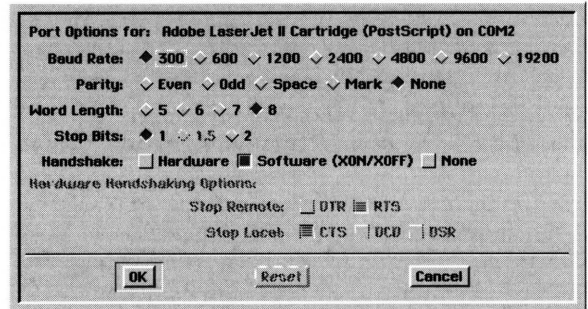 Port Options for: Adobe LaserJet II Cartridge (PostScript) on COM2
Baud Rate: 300 600 1200 2400 4800 9600 19200
Parity: Even Odd Space Mark None
Word Length: 5 6 7 8
Stop Bits: 1 1.5 2
Handshake: Hardware Software (XON/XOFF) None
Hardware Handshaking Options:
Stop Remote: DTR RTS
Stop Local: CTS DCD DSR
OK Reset Cancel